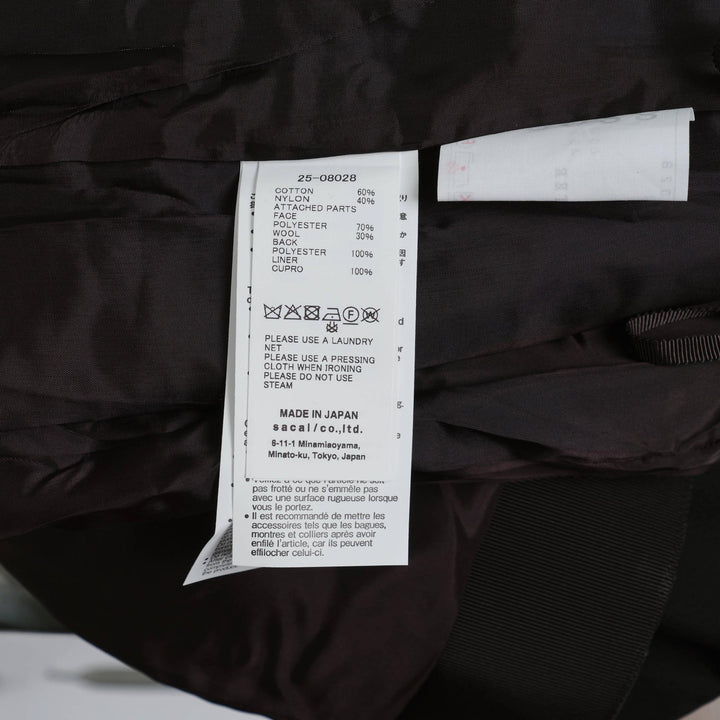 25-08028
COTTON 60%
NYLON 40%
ATTACHED PARTS
FACE
POLYESTER 70%
WOOL 30%
BACK
POLYESTER 100%
LINER
CUPRO 100%
F
W
PLEASE USE A LAUNDRY
NET
PLEASE USE A PRESSING
CLOTH WHEN IRONING
PLEASE DO NOT USE
STEAM
MADE IN JAPAN
sacai/co.,ltd.
6-11-1 Minamiaoyama,
Minato-ku, Tokyo, Japan
pas frotté ou ne s'emmêle pas
avec une surface rugueuse lorsque
vous le portez.
• Il est recommandé de mettre les
accessoires tels que les bagues,
montres et colliers après avoir
enfilé l'article, car ils peuvent
effilocher celui-ci.